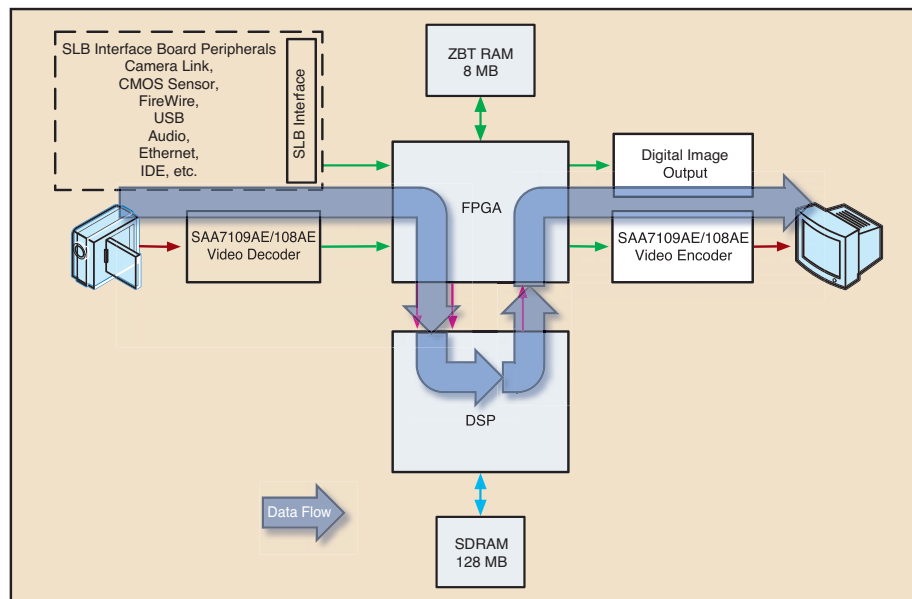 SLB Interface Board Peripherals
Camera Link,
CMOS Sensor,
FireWire,
USB
Audio,
Ethernet,
IDE, etc.
SLB Interface
ZBT RAM
8 MB
FPGA
Digital Image
Output
SAA7109AE/108AE
Video Decoder
SAA7109AE/108AE
Video Encoder
DSP
Data Flow
SDRAM
128 MB